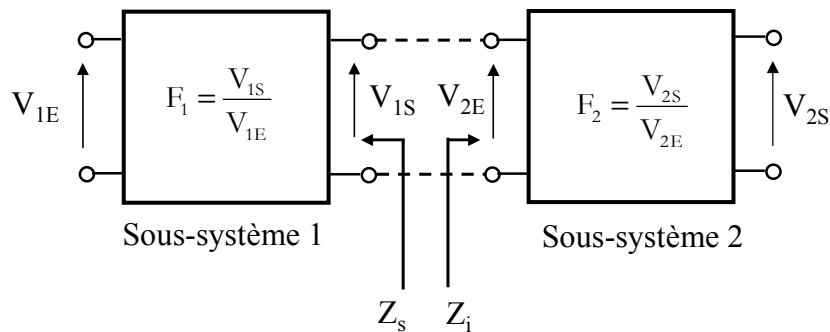 V1E
F1 = V1S / V1E
V1S
V2E
F2 = V2S / V2E
V2S
Sous-système 1
Sous-système 2
Zs
Zi